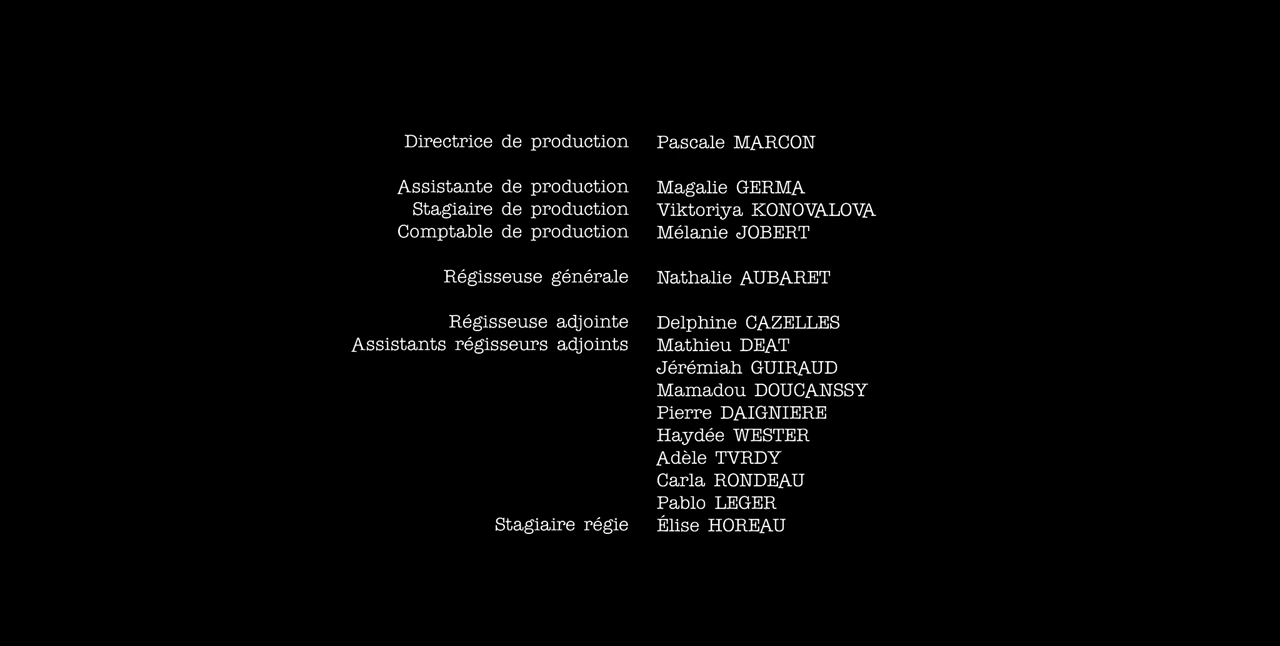 Directrice de production Pascale MARCON
Assistante de production Magalie GERMA
Stagiaire de production Viktoriya KONOVALOVA
Comptable de production Mélanie JOBERT
Régisseuse générale Nathalie AUBARET
Régisseuse adjointe Delphine CAZELLES
Assistants régisseurs adjoints Mathieu DEAT
Jérémiah GUIRAUD
Mamadou DOUCANSSY
Pierre DAIGNIERE
Haydée WESTER
Adèle TVRDY
Carla RONDEAU
Pablo LEGER
Stagiaire régie Élise HOREAU